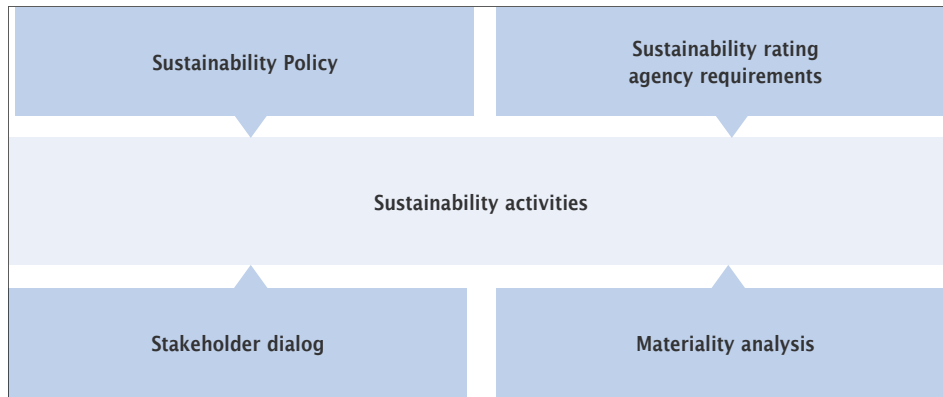 Sustainability Policy
Sustainability rating
agency requirements
Sustainability activities
Stakeholder dialog
Materiality analysis